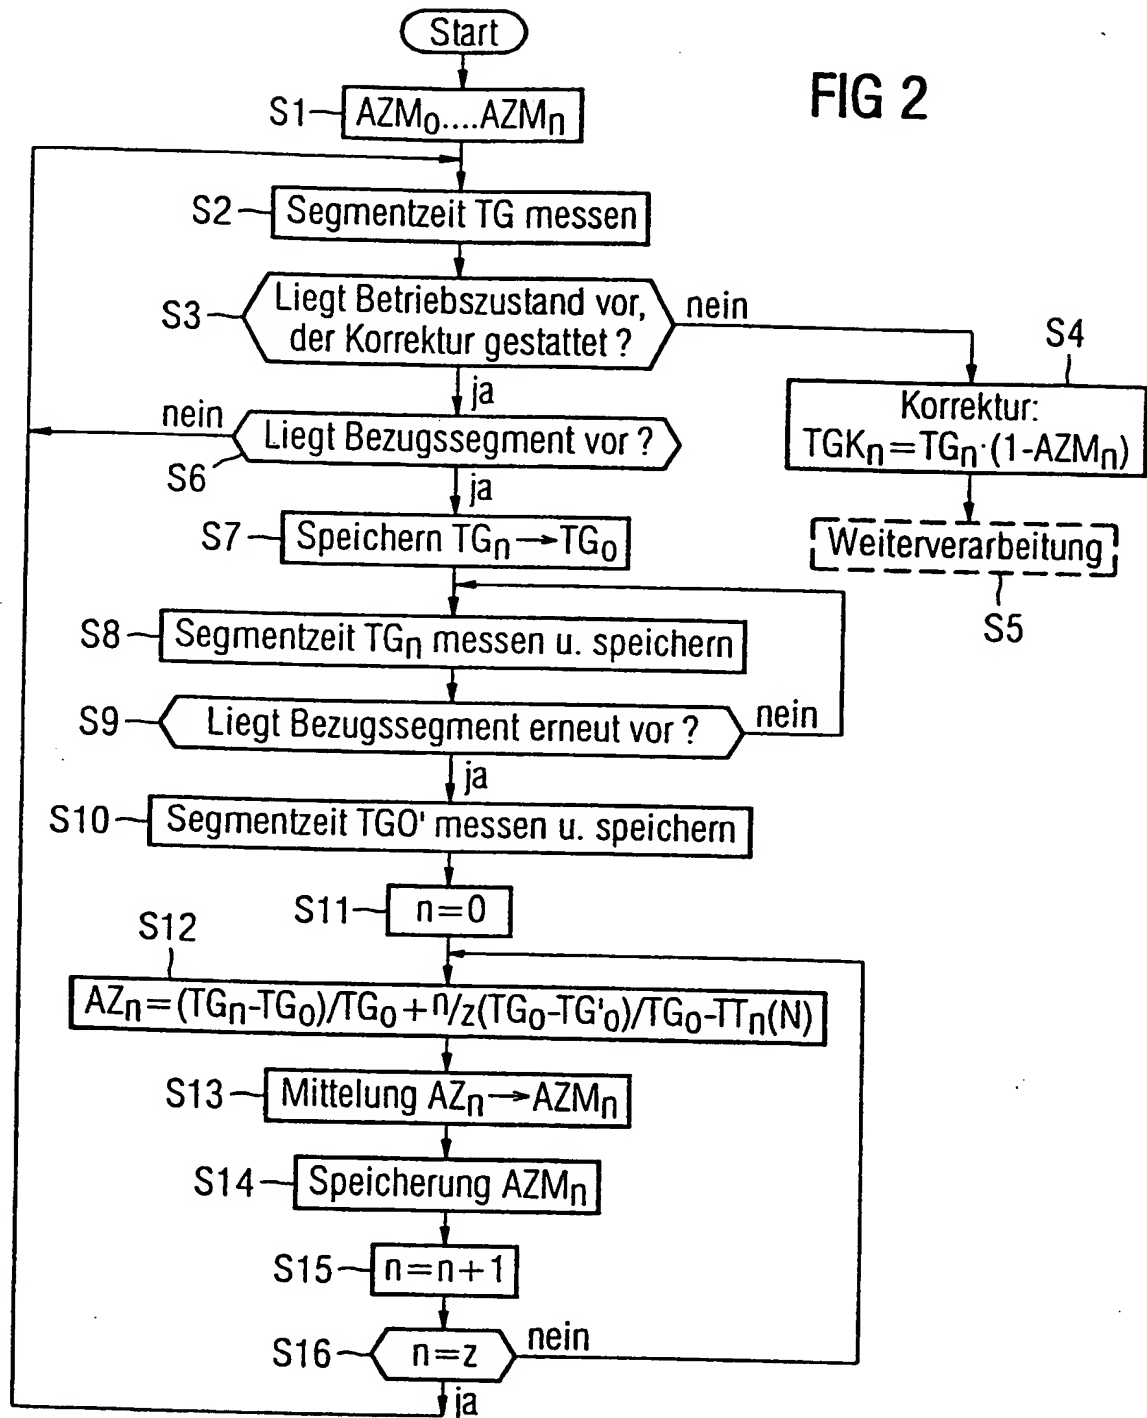 Start
FIG 2
S1
AZM₀....AZMₙ
S2
Segmentzeit TG messen
S3
Liegt Betriebszustand vor,
der Korrektur gestattet ?
nein
ja
S4
Korrektur:
TGKₙ=TGₙ·(1-AZMₙ)
Weiterverarbeitung
S5
nein
Liegt Bezugssegment vor ?
S6
ja
S7
Speichern TGₙ→TG₀
S8
Segmentzeit TGₙ messen u. speichern
S9
Liegt Bezugssegment erneut vor ?
nein
ja
S10
Segmentzeit TGO' messen u. speichern
S11
n=0
S12
AZₙ=(TGₙ-TG₀)/TG₀+n/z(TG₀-TG'₀)/TG₀-TTₙ(N)
S13
Mittelung AZₙ→AZMₙ
S14
Speicherung AZMₙ
S15
n=n+1
S16
n=z
nein
ja